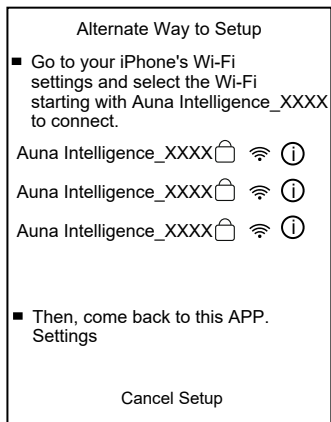 Alternate Way to Setup
Go to your iPhone's Wi-Fi
settings and select the Wi-Fi
starting with Auna Intelligence_XXXX
to connect.
Auna Intelligence_XXXX
Auna Intelligence_XXXX
Auna Intelligence_XXXX
Then, come back to this APP.
Settings
Cancel Setup